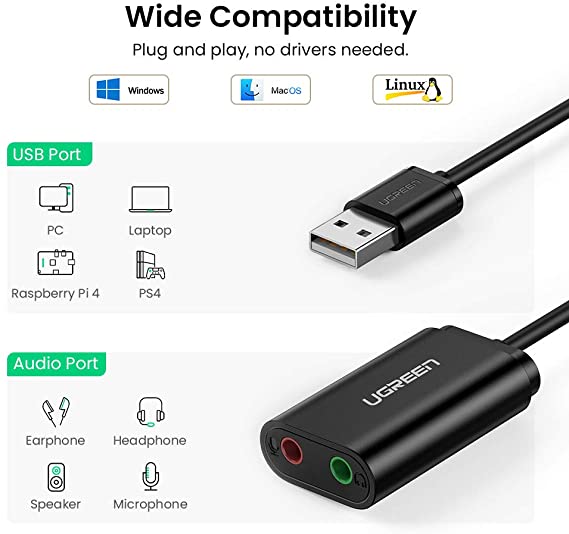 Wide Compatibility
Plug and play, no drivers needed.
Windows
MacOS
Linux
USB Port
PC
Laptop
Raspberry Pi 4
PS4
UGREEN
Audio Port
Earphone
Headphone
Speaker
Microphone
UGREEN